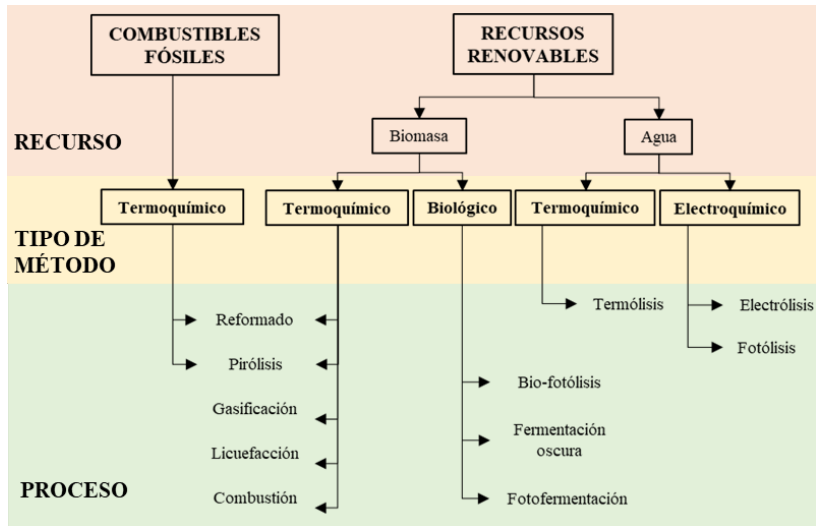 COMBUSTIBLES
FÓSILES
RECURSOS
RENOVABLES
RECURSO
Biomasa
Agua
TIPO DE
MÉTODO
Termoquímico
Termoquímico
Biológico
Termoquímico
Electroquímico
PROCESO
Reformado
Pirólisis
Gasificación
Licuefacción
Combustión
Bio-fotólisis
Fermentación
oscura
Fotofermentación
Termólisis
Electrólisis
Fotólisis